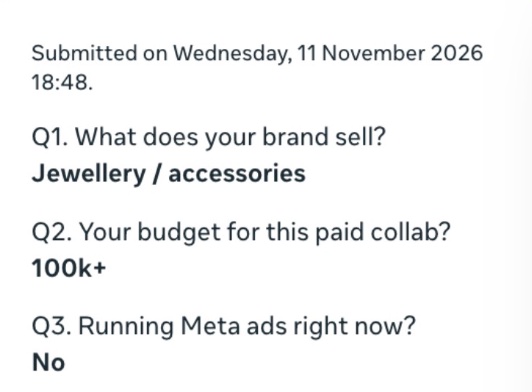 Submitted on Wednesday, 11 November 2026
18:48.
Q1. What does your brand sell?
Jewellery / accessories
Q2. Your budget for this paid collab?
100k+
Q3. Running Meta ads right now?
No